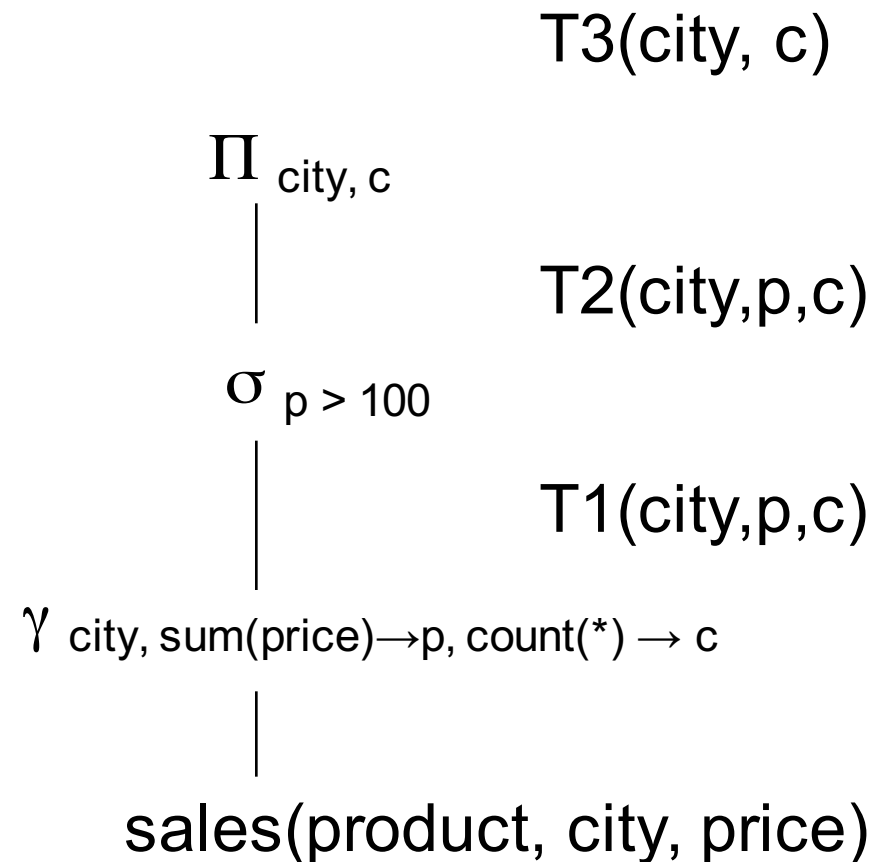 T3(city, c)
Π city, c
T2(city,p,c)
σ p > 100
T1(city,p,c)
γ city, sum(price)→p, count(*) → c
sales(product, city, price)